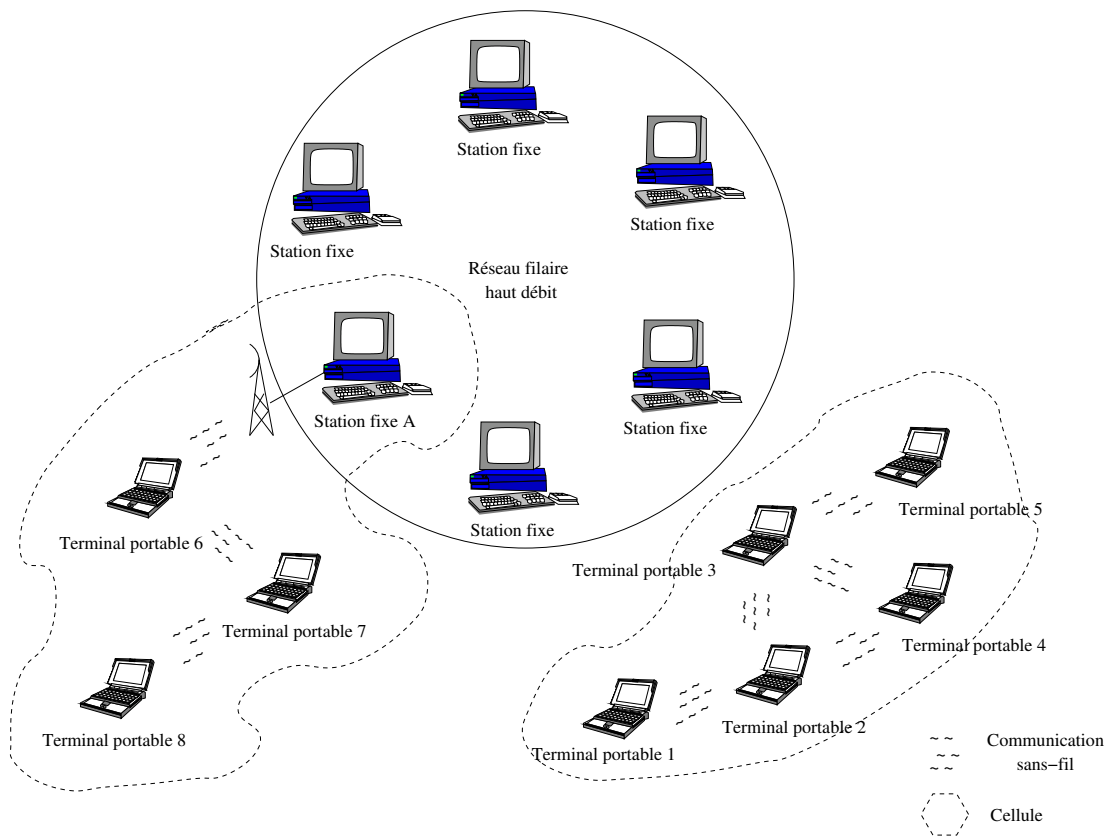 Station fixe
Station fixe
Station fixe
Réseau filaire
haut débit
Station fixe A
Station fixe
Station fixe
Terminal portable 5
Terminal portable 6
Terminal portable 3
Terminal portable 7
Terminal portable 4
Terminal portable 8
Terminal portable 2
Terminal portable 1
Communication
sans−fil
Cellule